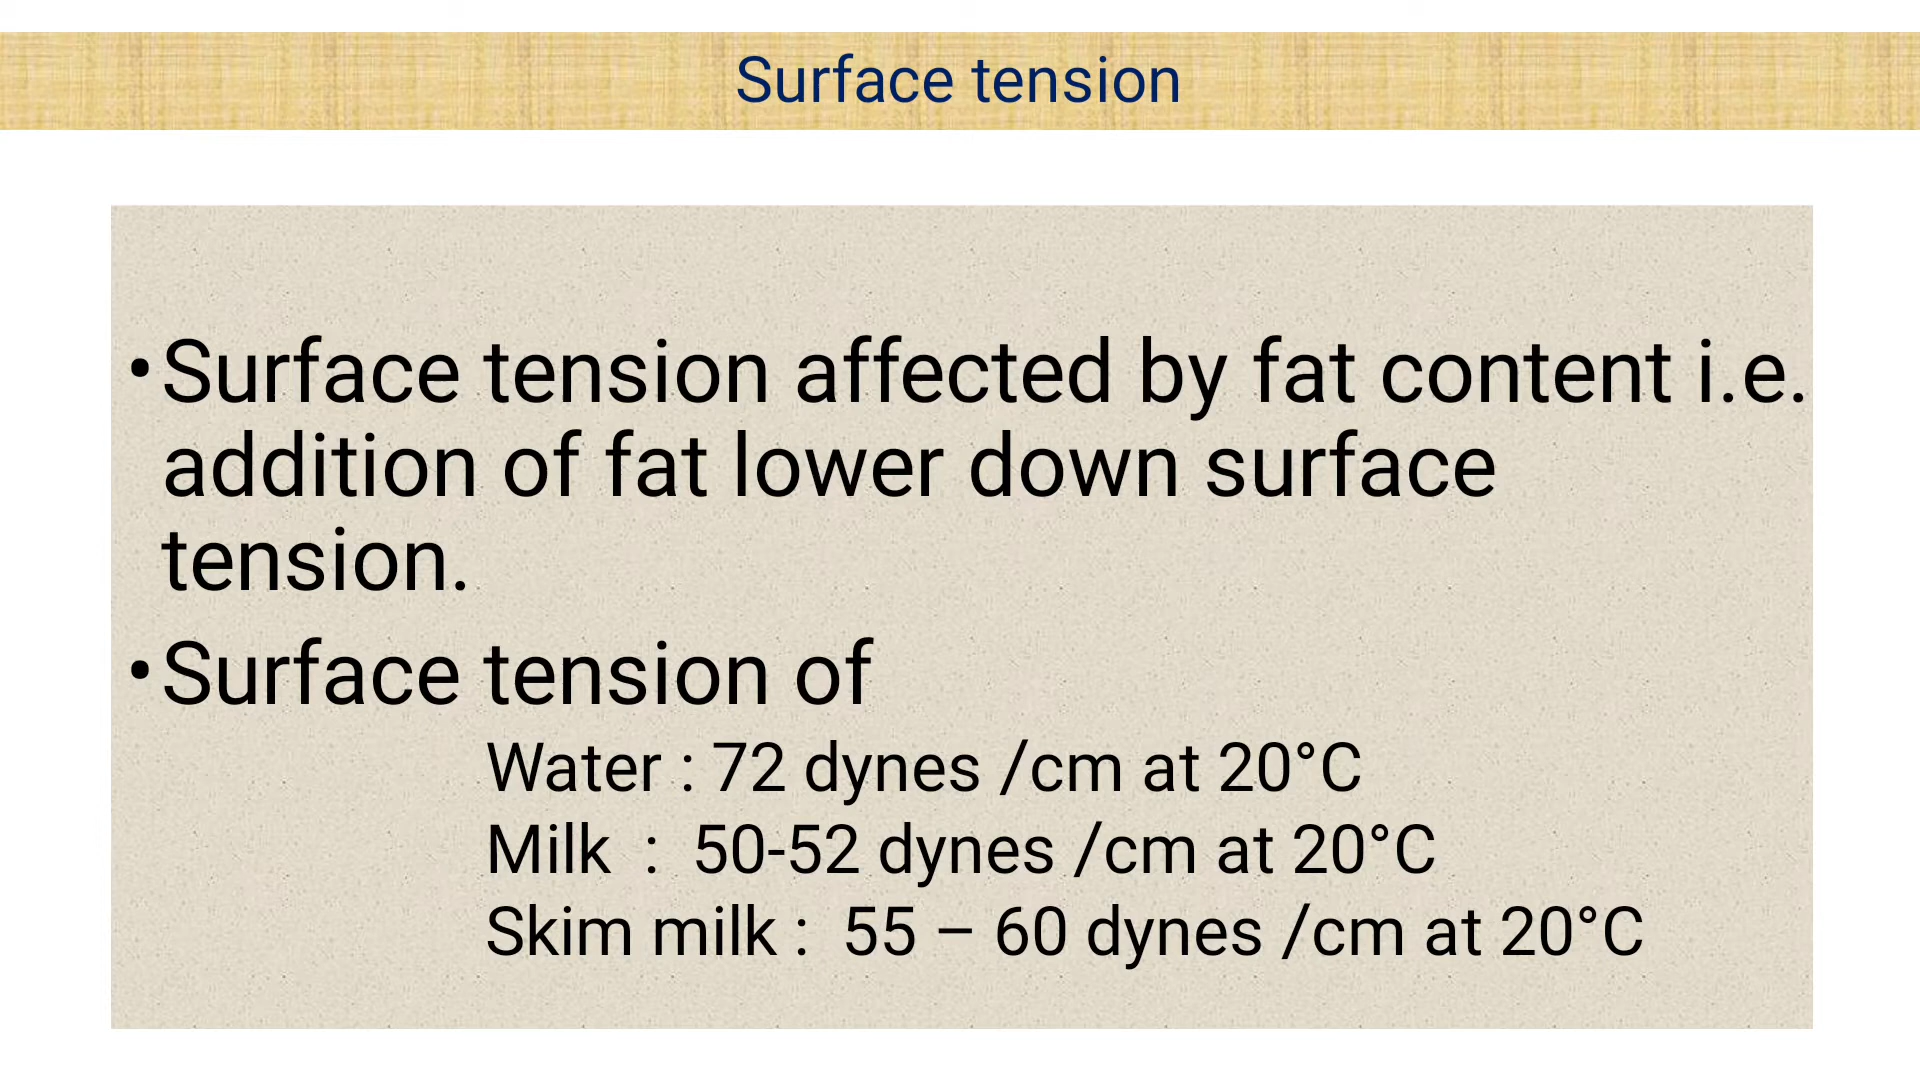 Surface tension
•Surface tension affected by fat content i.e.
addition of fat lower down surface
tension.
•Surface tension of
Water : 72 dynes /cm at 20°C
Milk  :  50-52 dynes /cm at 20°C
Skim milk :  55 – 60 dynes /cm at 20°C